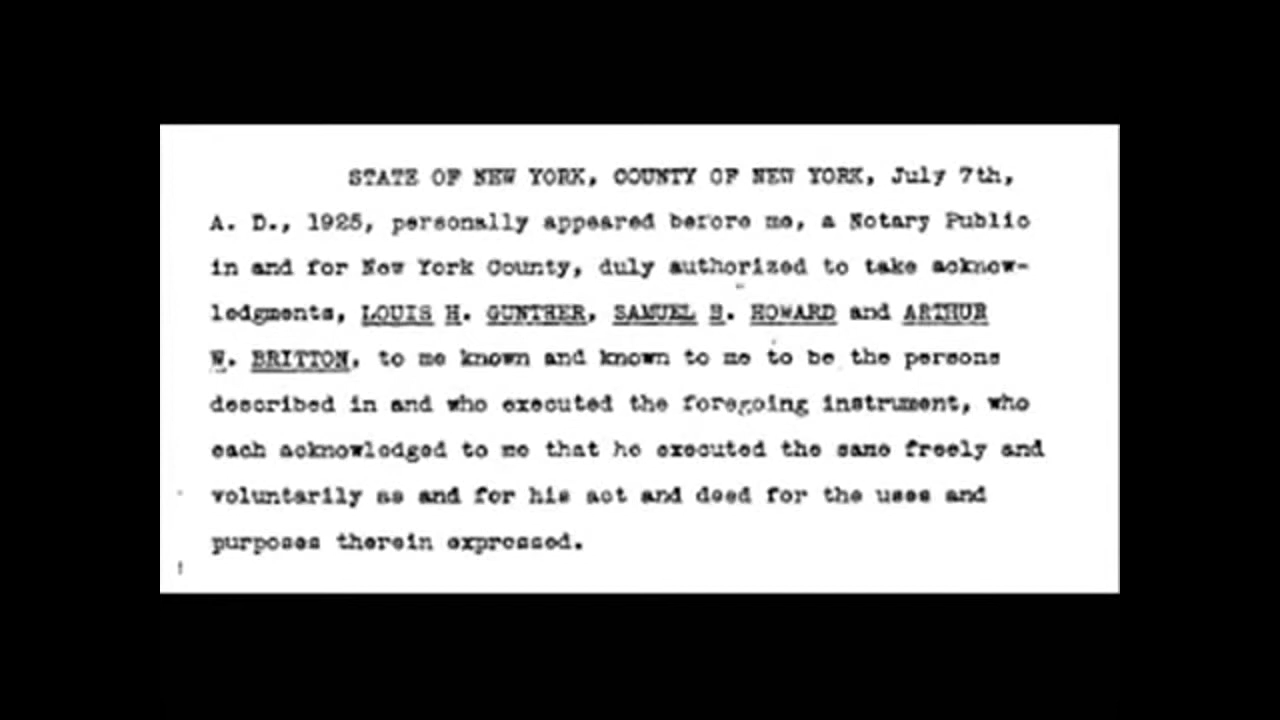 STATE OF NEW YORK, COUNTY OF NEW YORK, July 7th,
A. D., 1925, personally appeared before me, a Notary Public
in and for New York County, duly authorized to take acknow-
ledgments, LOUIS H. GUNTHER, SAMUEL B. HOWARD and ARTHUR
W. BRITTON, to me known and known to me to be the persons
described in and who executed the foregoing instrument, who
each acknowledged to me that he executed the same freely and
voluntarily as and for his act and deed for the uses and
purposes therein expressed.